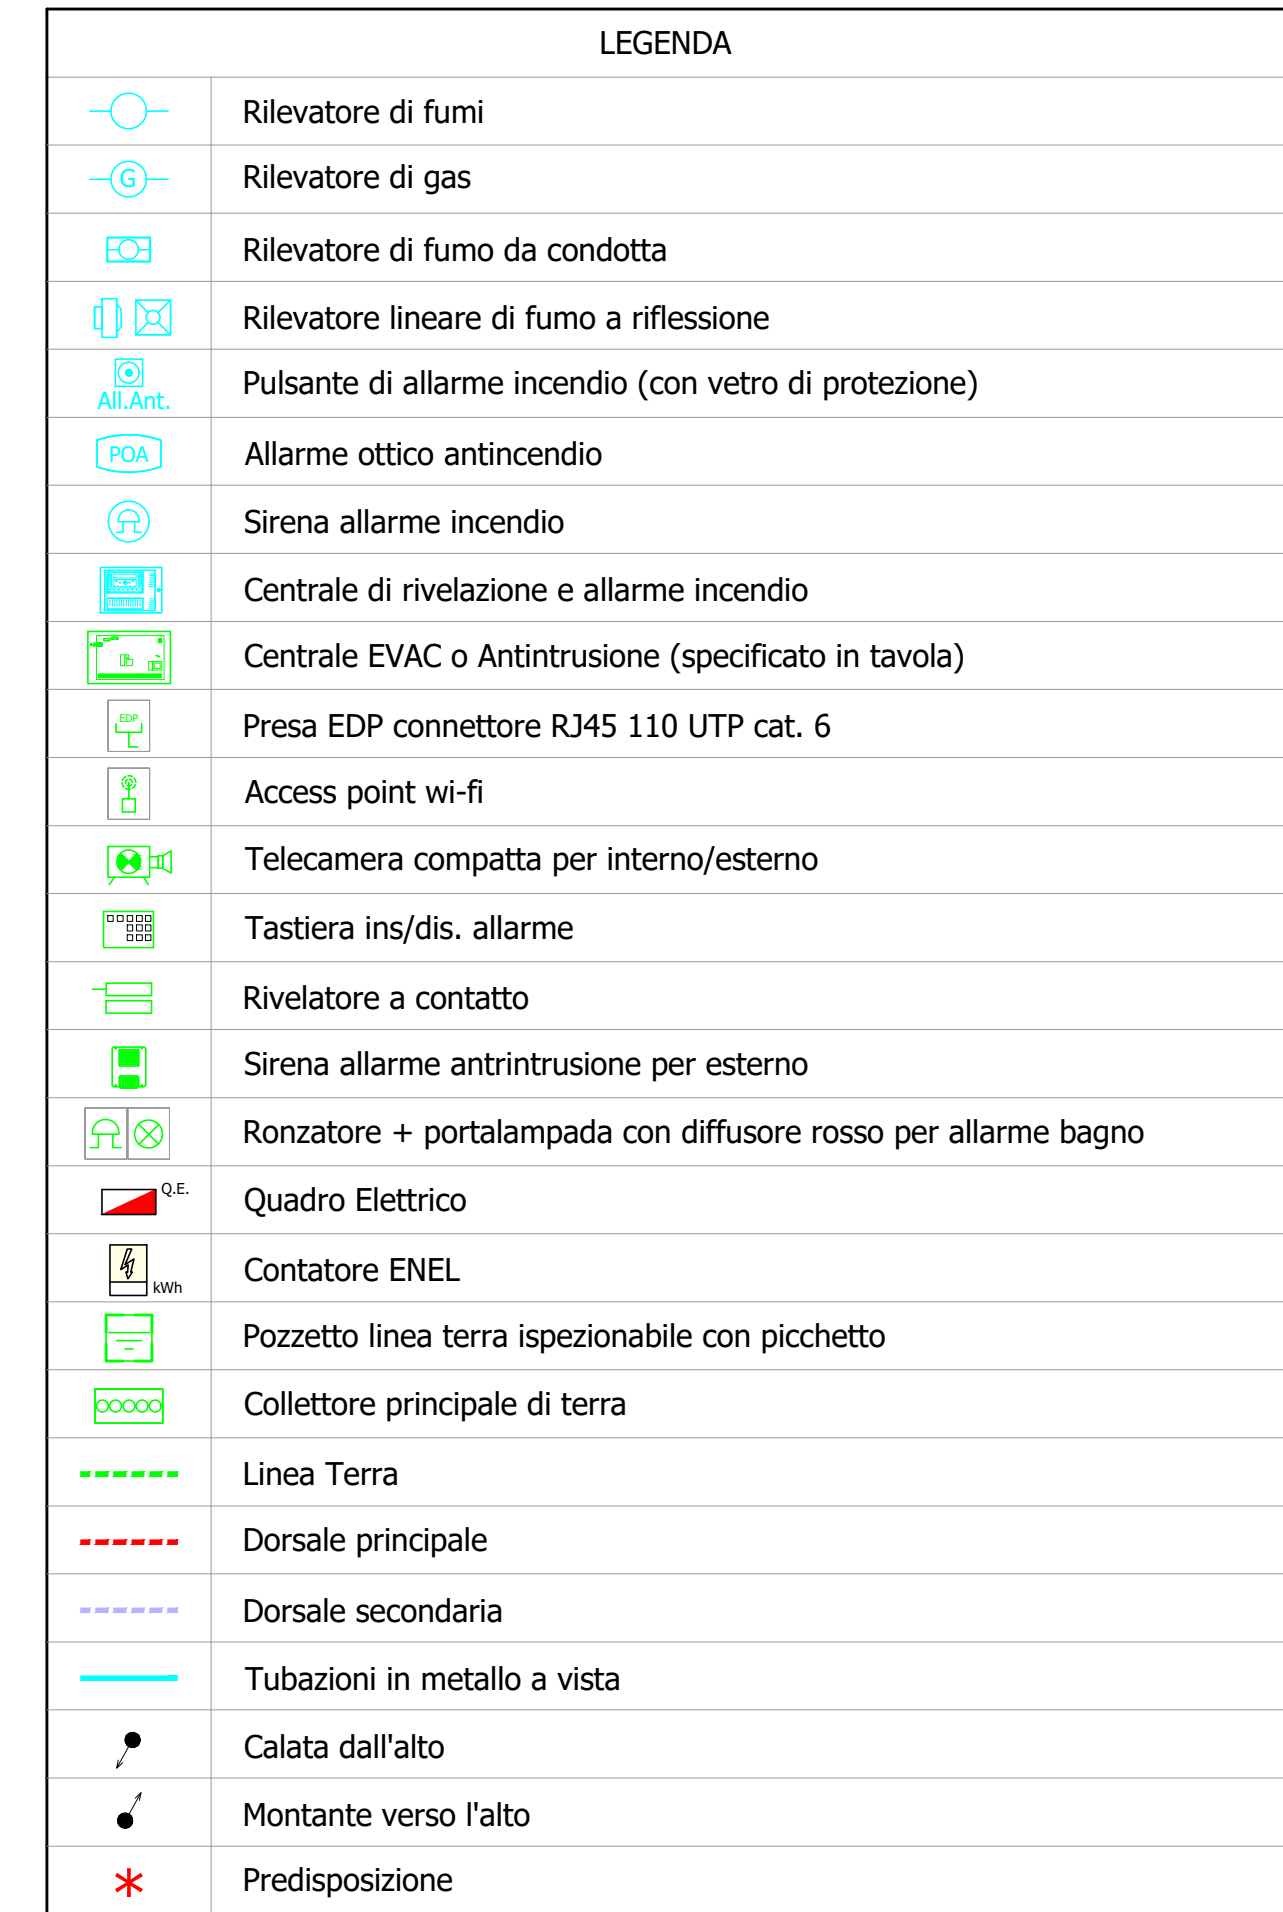 LEGENDA
Rilevatore di fumi
G Rilevatore di gas
Rilevatore di fumo da condotta
Rilevatore lineare di fumo a riflessione
All.Ant. Pulsante di allarme incendio (con vetro di protezione)
POA Allarme ottico antincendio
Sirena allarme incendio
Centrale di rivelazione e allarme incendio
Centrale EVAC o Antintrusione (specificato in tavola)
EDP Presa EDP connettore RJ45 110 UTP cat. 6
Access point wi-fi
Telecamera compatta per interno/esterno
Tastiera ins/dis. allarme
Rivelatore a contatto
Sirena allarme antrintrusione per esterno
Ronzatore + portalampada con diffusore rosso per allarme bagno
Q.E. Quadro Elettrico
kWh Contatore ENEL
Pozzetto linea terra ispezionabile con picchetto
Collettore principale di terra
Linea Terra
Dorsale principale
Dorsale secondaria
Tubazioni in metallo a vista
Calata dall'alto
Montante verso l'alto
* Predisposizione